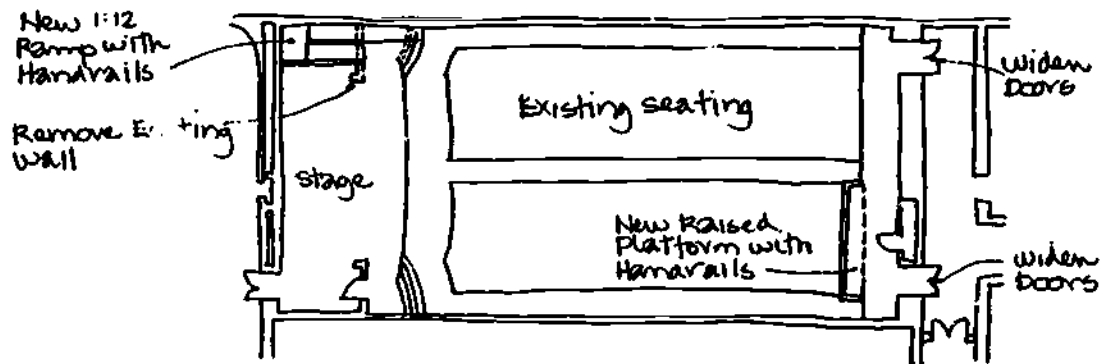 New 1:12
Ramp with
Handrails
Remove
Wall
Stage
Existing seating
New Raised
Platform with
Handrails
Widen
Doors
Widen
Doors